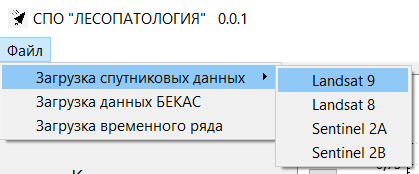 СПО "ЛЕСОПАТОЛОГИЯ" 0.0.1
Файл
Загрузка спутниковых данных
Загрузка данных БЕКАС
Загрузка временного ряда
Landsat 9
Landsat 8
Sentinel 2A
Sentinel 2B